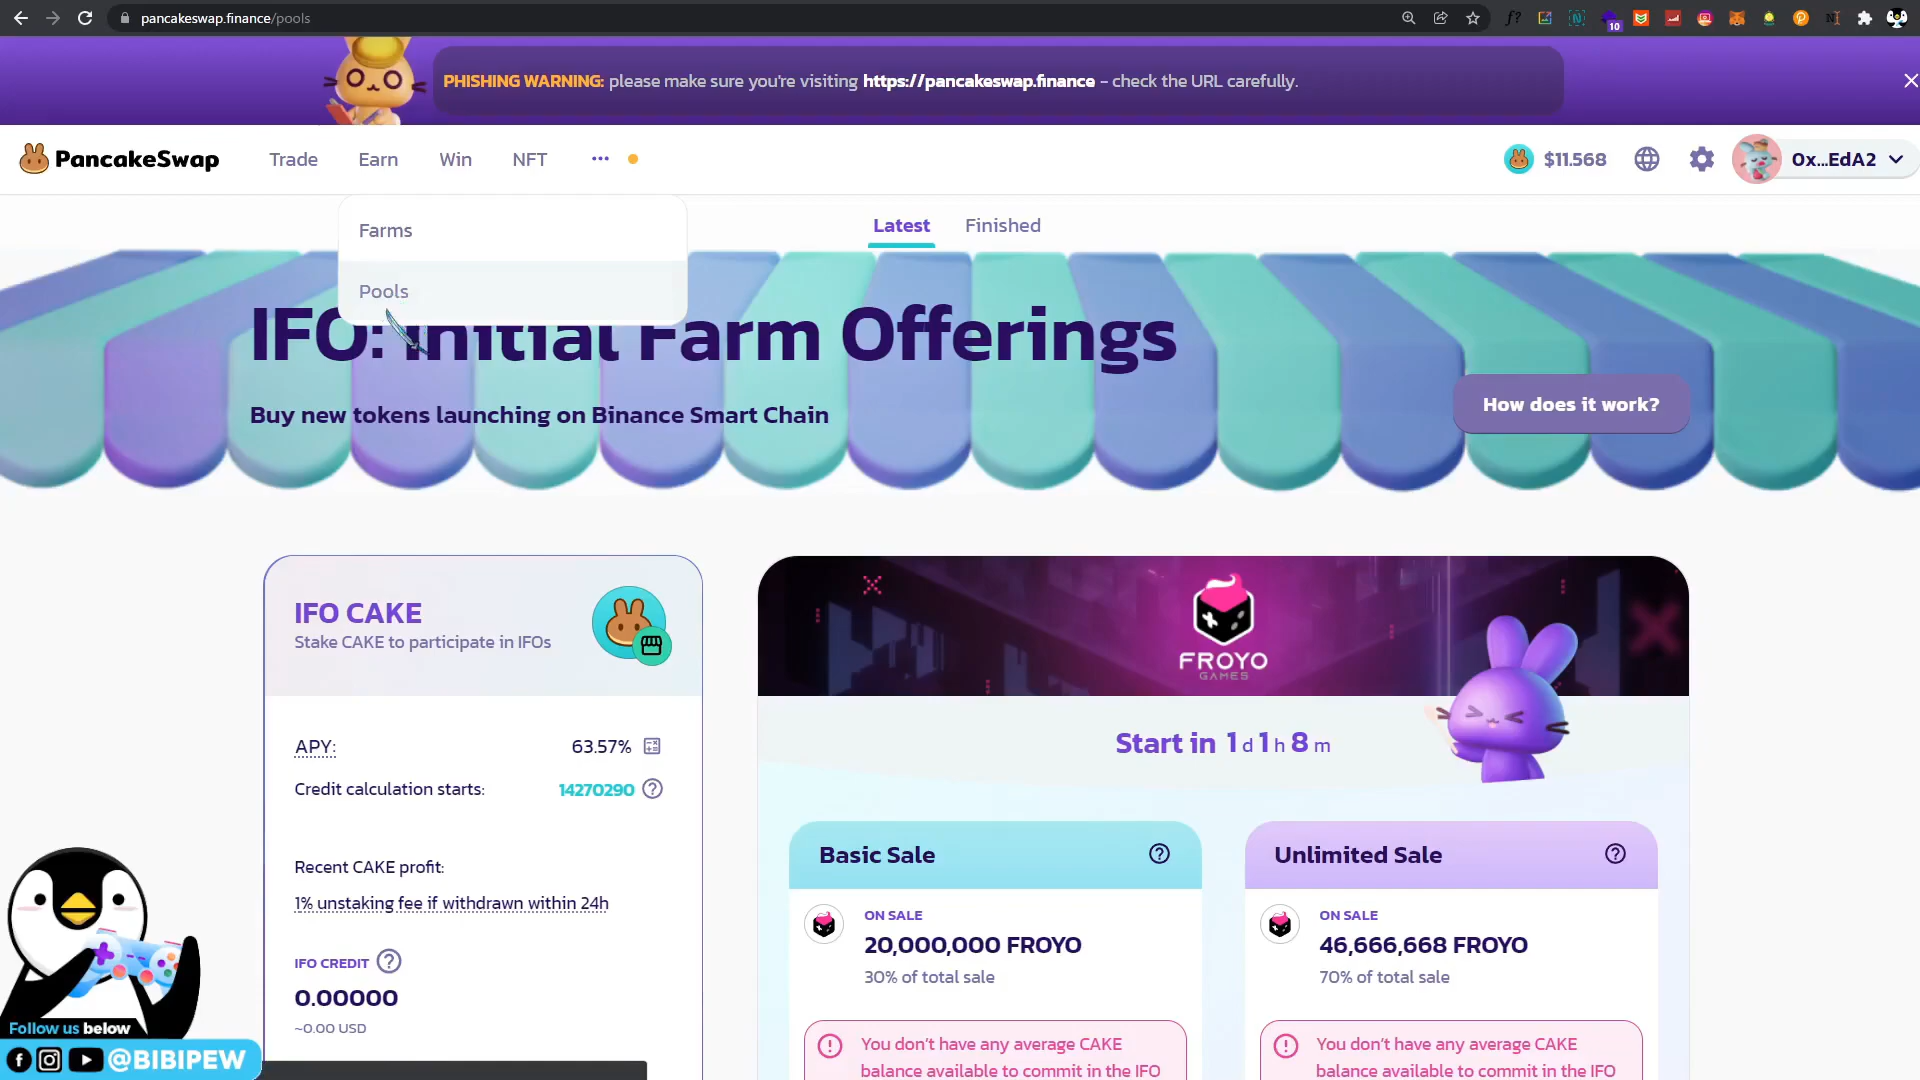 pancakeswap.finance/pools
10
PHISHING WARNING: please make sure you're visiting https://pancakeswap.finance - check the URL carefully.
PancakeSwap
Trade
Earn
Win
NFT
$11.568
0x...EdA2
Farms
Pools
Latest
Finished
IFO: Initial Farm Offerings
Buy new tokens launching on Binance Smart Chain
How does it work?
IFO CAKE
Stake CAKE to participate in IFOs
APY:
63.57%
Credit calculation starts:
14270290
Recent CAKE profit:
1% unstaking fee if withdrawn within 24h
IFO CREDIT
0.00000
~0.00 USD
FROYO
GAMES
Start in 1 d 1 h 8 m
Basic Sale
ON SALE
20,000,000 FROYO
30% of total sale
You don't have any average CAKE
balance available to commit in the IFO
Unlimited Sale
ON SALE
46,666,668 FROYO
70% of total sale
You don't have any average CAKE
balance available to commit in the IFO
Follow us below
@BIBIPEW